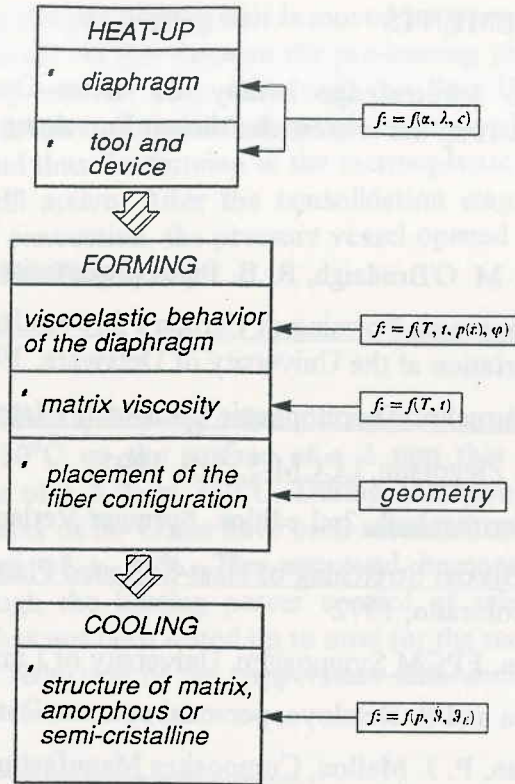 HEAT-UP
" diaphragm
" tool and
device
f: = f(α, λ, c)
FORMING
viscoelastic behavior
of the diaphragm
f: = f(T, t, p(ṫ), φ)
" matrix viscosity
f: = f(T, t)
" placement of the
fiber configuration
geometry
COOLING
' structure of matrix,
amorphous or
semi-cristalline